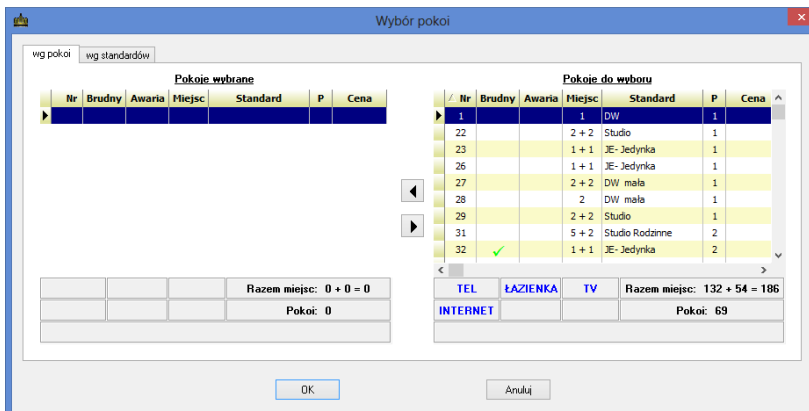 Wybór pokoi
wg pokoi wg standardów
Pokoje wybrane
Nr Brudny Awaria Miejsc Standard P Cena
Pokoje do wyboru
Nr Brudny Awaria Miejsc Standard P Cena
1 1 DW 1
22 2 + 2 Studio 1
23 1 + 1 JE- Jedynka 1
26 1 + 1 JE- Jedynka 1
27 2 + 2 DW mała 1
28 2 DW mała 1
29 2 + 2 Studio 1
31 5 + 2 Studio Rodzinne 2
32 1 + 1 JE- Jedynka 2
Razem miejsc: 0 + 0 = 0
Pokoi: 0
TEL ŁAZIENKA TV Razem miejsc: 132 + 54 = 186
INTERNET Pokoi: 69
OK Anuluj